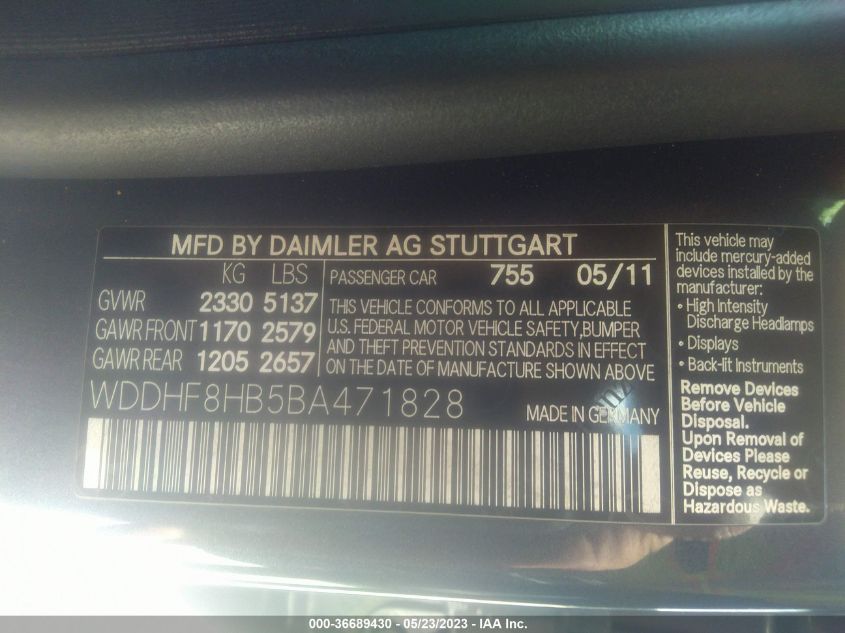 MFD BY DAIMLER AG STUTTGART
KG LBS
GVWR 2330 5137
GAWR FRONT 1170 2579
GAWR REAR 1205 2657
PASSENGER CAR 755 05/11
THIS VEHICLE CONFORMS TO ALL APPLICABLE
U.S. FEDERAL MOTOR VEHICLE SAFETY,BUMPER
AND THEFT PREVENTION STANDARDS IN EFFECT
ON THE DATE OF MANUFACTURE SHOWN ABOVE
WDDHF8HB5BA471828
MADE IN GERMANY
This vehicle may
include mercury-added
devices installed by the
manufacturer:
• High Intensity
Discharge Headlamps
• Displays
• Back-lit Instruments
Remove Devices
Before Vehicle
Disposal.
Upon Removal of
Devices Please
Reuse, Recycle or
Dispose as
Hazardous Waste.
000-36689430 - 05/23/2023 - IAA Inc.